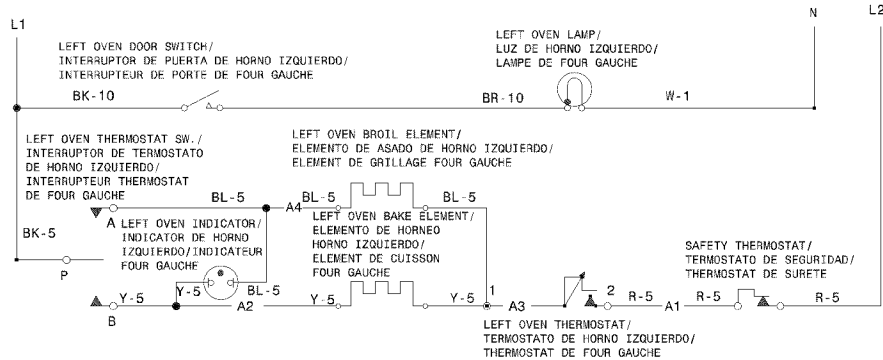 L1
N
L2
LEFT OVEN DOOR SWITCH/
INTERRUPTOR DE PUERTA DE HORNO IZQUIERDO/
INTERRUPTEUR DE PORTE DE FOUR GAUCHE
LEFT OVEN LAMP/
LUZ DE HORNO IZQUIERDO/
LAMPE DE FOUR GAUCHE
BK-10
BR-10
W-1
LEFT OVEN THERMOSTAT SW./
INTERRUPTOR DE TERMOSTATO
DE HORNO IZQUIERDO/
INTERRUPTEUR THERMOSTAT
DE FOUR GAUCHE
LEFT OVEN BROIL ELEMENT/
ELEMENTO DE ASADO DE HORNO IZQUIERDO/
ELEMENT DE GRILLAGE FOUR GAUCHE
BL-5
A4
BL-5
BL-5
A
LEFT OVEN INDICATOR/
INDICATOR DE HORNO
IZQUIERDO/INDICATEUR
FOUR GAUCHE
LEFT OVEN BAKE ELEMENT/
ELEMENTO DE HORNEO
HORNO IZQUIERDO/
ELEMENT DE CUISSON
FOUR GAUCHE
SAFETY THERMOSTAT/
TERMOSTATO DE SEGURIDAD/
THERMOSTAT DE SURETE
BK-5
P
Y-5
BL-5
Y-5
B
A2
Y-5
Y-5
1
A3
2
R-5
A1
R-5
R-5
LEFT OVEN THERMOSTAT/
TERMOSTATO DE HORNO IZQUIERDO/
THERMOSTAT DE FOUR GAUCHE